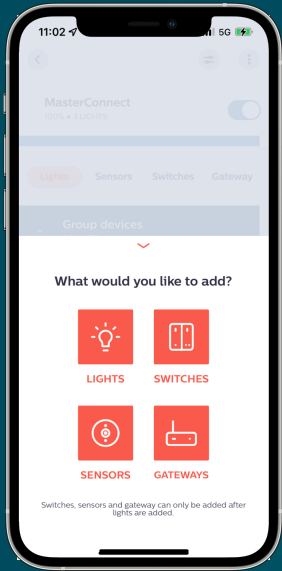 11:02
5G
MasterConnect
Lights Sensors Switches Gateway
Group devices
What would you like to add?
LIGHTS SWITCHES
SENSORS GATEWAYS
Switches, sensors and gateway can only be added after
lights are added.